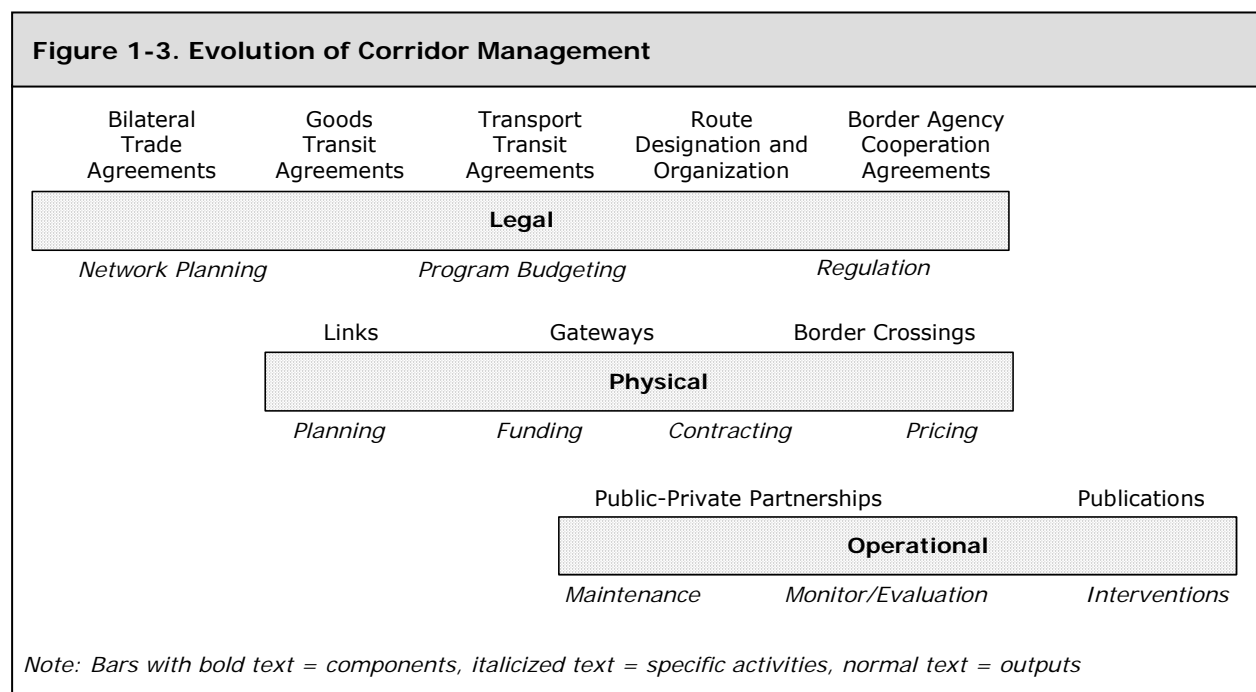 Figure 1-3. Evolution of Corridor Management
Bilateral Trade Agreements
Goods Transit Agreements
Transport Transit Agreements
Route Designation and Organization
Border Agency Cooperation Agreements
Legal
Network Planning Program Budgeting Regulation
Links Gateways Border Crossings
Physical
Planning Funding Contracting Pricing
Public-Private Partnerships Publications
Operational
Maintenance Monitor/Evaluation Interventions
Note: Bars with bold text = components, italicized text = specific activities, normal text = outputs